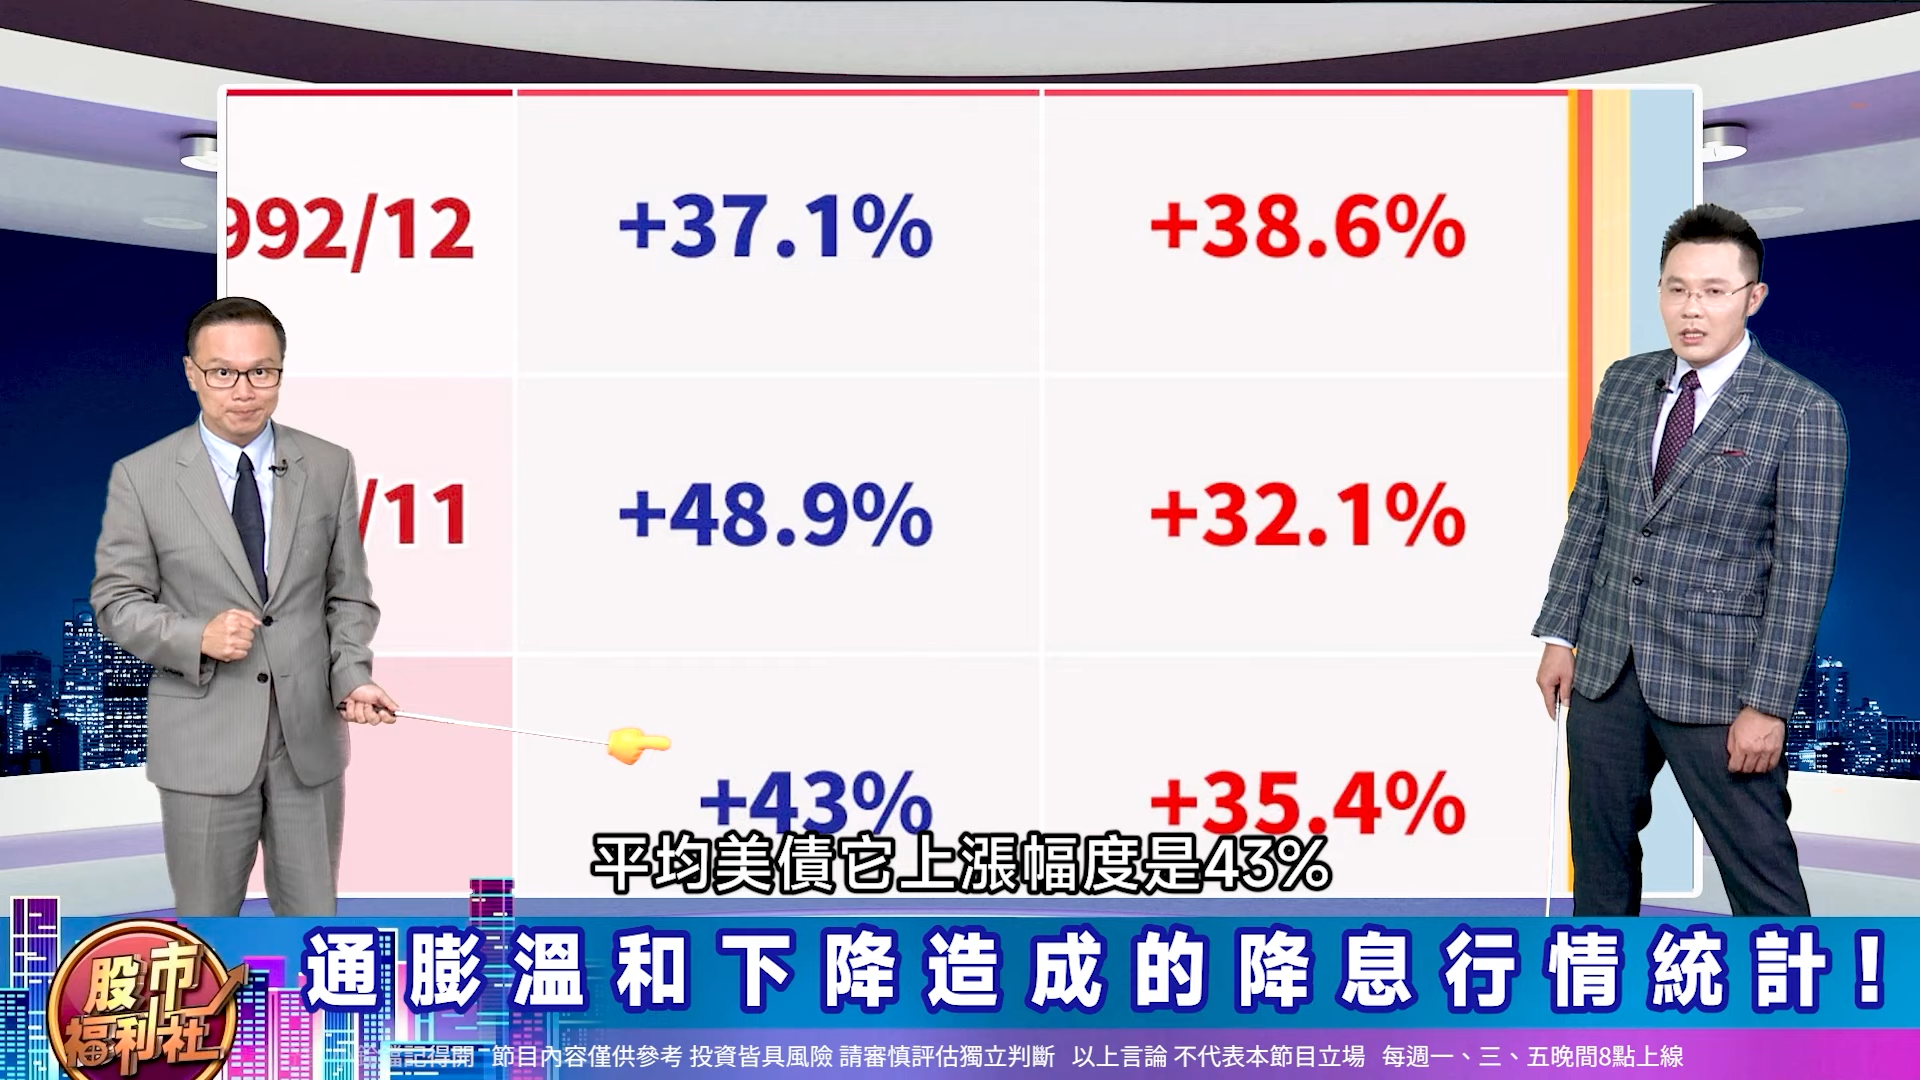 992/12 +37.1% +38.6%
/11 +48.9% +32.1%
+43% +35.4%
平均美債它上漲幅度是43%
通膨溫和下降造成的降息行情統計!
股市
福利社
記得開 節目內容僅供參考 投資皆具風險 請審慎評估獨立判斷 以上言論 不代表本節目立場 每週一、三、五晚間8點上線